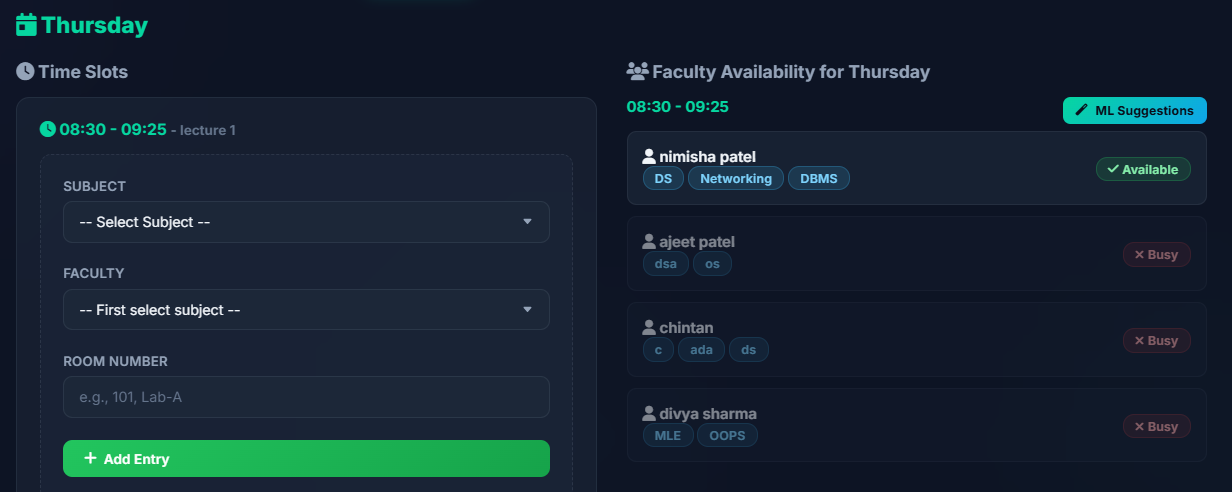 Thursday
Time Slots
08:30 - 09:25 - lecture 1
SUBJECT
-- Select Subject --
FACULTY
-- First select subject --
ROOM NUMBER
e.g., 101, Lab-A
Add Entry
Faculty Availability for Thursday
08:30 - 09:25
ML Suggestions
nimisha patel
DS Networking DBMS
Available
ajeet patel
dsa os
Busy
chintan
c ada ds
Busy
divya sharma
MLE OOPS
Busy